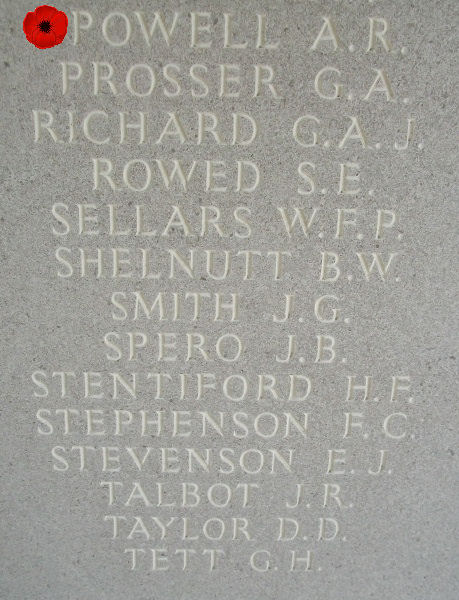 POWELL A.R.
PROSSER G.A.
RICHARD G.A.J.
ROWED S.E.
SELLARS W.F.P.
SHELNUTT B.W.
SMITH J.G.
SPERO J.B.
STENTIFORD H.F.
STEPHENSON F.C.
STEVENSON E.J.
TALBOT J.R.
TAYLOR D.D.
TETT G.H.